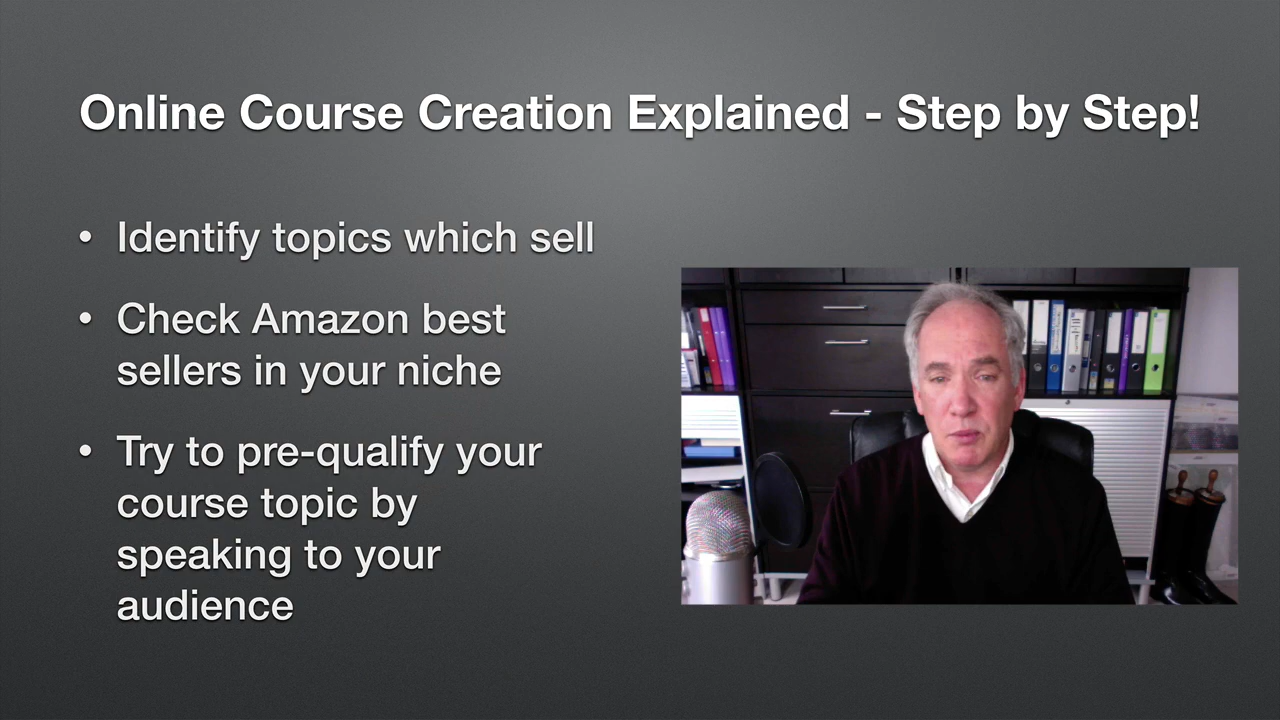 Online Course Creation Explained - Step by Step!
• Identify topics which sell
• Check Amazon best
sellers in your niche
• Try to pre-qualify your
course topic by
speaking to your
audience